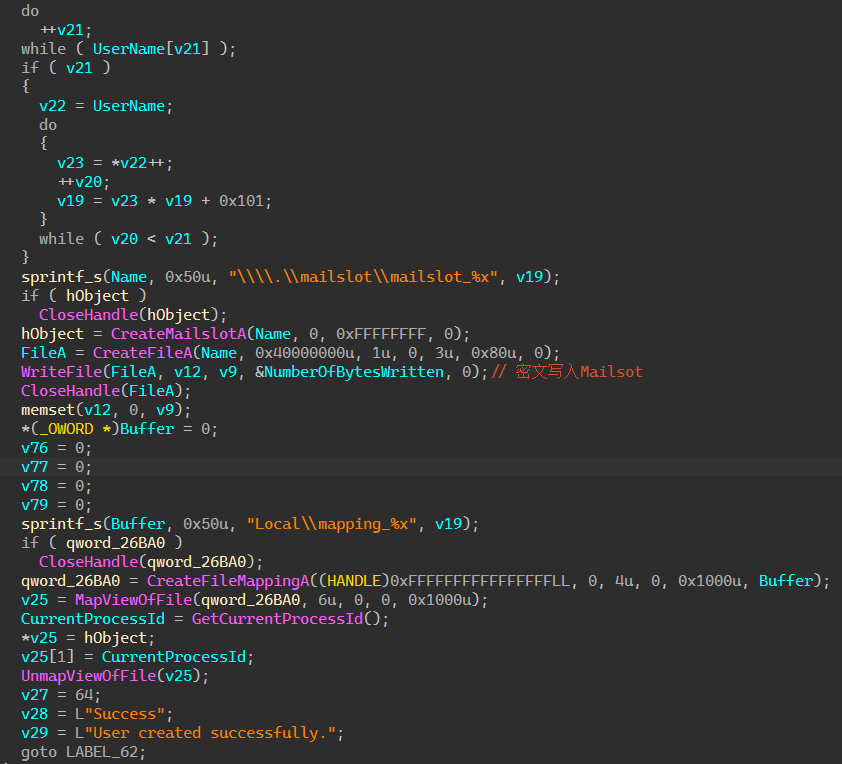 do
  ++v21;
while ( UserName[v21] );
if ( v21 )
{
  v22 = UserName;
  do
  {
    v23 = *v22++;
    ++v20;
    v19 = v23 * v19 + 0x101;
  }
  while ( v20 < v21 );
}
sprintf_s(Name, 0x50u, "\\\\.\\mailslot\\mailslot_%x", v19);
if ( hObject )
  CloseHandle(hObject);
hObject = CreateMailslotA(Name, 0, 0xFFFFFFFF, 0);
FileA = CreateFileA(Name, 0x40000000u, 1u, 0, 3u, 0x80u, 0);
WriteFile(FileA, v12, v9, &NumberOfBytesWritten, 0);// 密文写入Mailsot
CloseHandle(FileA);
memset(v12, 0, v9);
*(_OWORD *)Buffer = 0;
v76 = 0;
v77 = 0;
v78 = 0;
v79 = 0;
sprintf_s(Buffer, 0x50u, "Local\\mapping_%x", v19);
if ( qword_26BA0 )
  CloseHandle(qword_26BA0);
qword_26BA0 = CreateFileMappingA((HANDLE)0xFFFFFFFFFFFFFFFFLL, 0, 4u, 0, 0x1000u, Buffer);
v25 = MapViewOfFile(qword_26BA0, 6u, 0, 0, 0x1000u);
CurrentProcessId = GetCurrentProcessId();
*v25 = hObject;
v25[1] = CurrentProcessId;
UnmapViewOfFile(v25);
v27 = 64;
v28 = L"Success";
v29 = L"User created successfully.";
goto LABEL_62;